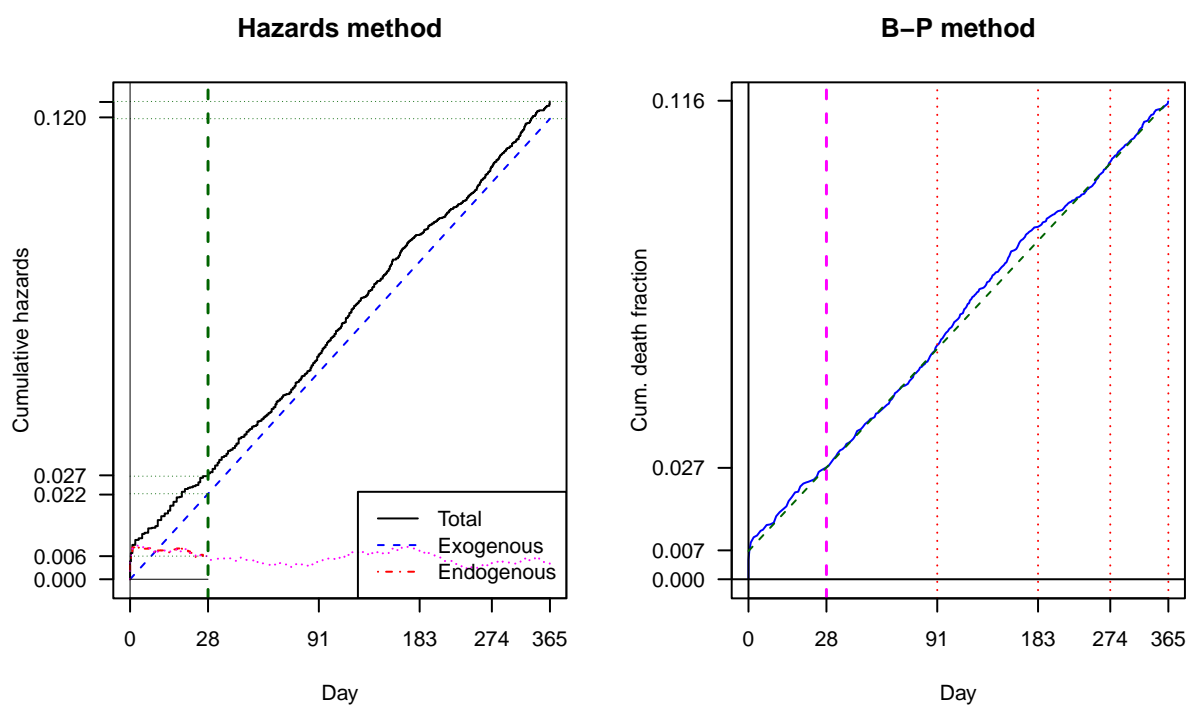 Hazards method
Cumulative hazards
0.120
0.027
0.022
0.006
0.000
Total
Exogenous
Endogenous
0 28 91 183 274 365
Day
B−P method
Cum. death fraction
0.116
0.027
0.007
0.000
0 28 91 183 274 365
Day